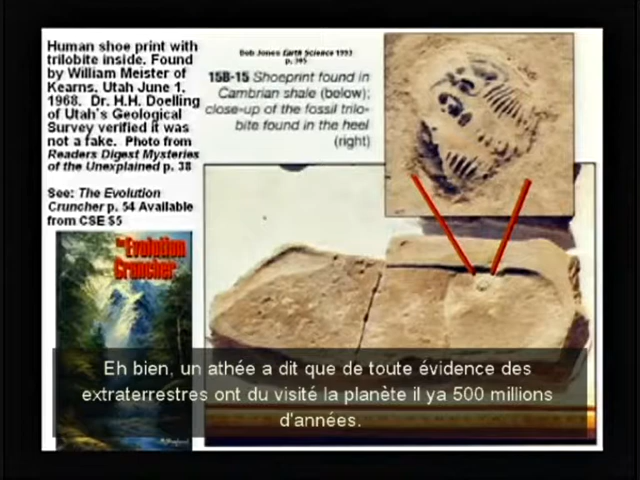 Human shoe print with
trilobite inside. Found
by William Meister of
Kearns, Utah June 1,
1968. Dr. H.H. Doelling
of Utah's Geological
Survey verified it was
not a fake. Photo from
Readers Digest Mysteries
of the Unexplained p. 38
See: The Evolution
Cruncher p. 54 Available
from CSE $5
Bob Jones Earth Science 1993
15B-15 Shoeprint found in
Cambrian shale (below);
close-up of the fossil trilo-
bite found in the heel
(right)
The Evolution
Cruncher
Eh bien, un athée a dit que de toute évidence des
extraterrestres ont du visité la planète il ya 500 millions
d'années.